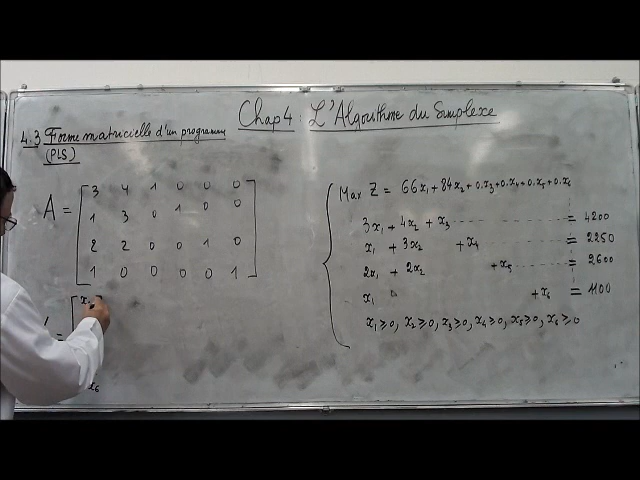 Chap 4 : L'Algorithme du Simplexe
4.3 Forme matricielle d'un programme
(PLS)
A = [ 3 4 1 0 0 0
1 3 0 1 0 0
2 2 0 0 1 0
1 0 0 0 0 1 ]
= [ x₁
x₆
Max Z = 66x₁ + 84x₂ + 0.x₃ + 0.x₄ + 0.x₅ + 0.x₆
3x₁ + 4x₂ + x₃ = 4200
x₁ + 3x₂ + x₄ = 2250
2x₁ + 2x₂ + x₅ = 2600
x₁ + x₆ = 1100
x₁ ≥ 0, x₂ ≥ 0, x₃ ≥ 0, x₄ ≥ 0, x₅ ≥ 0, x₆ ≥ 0